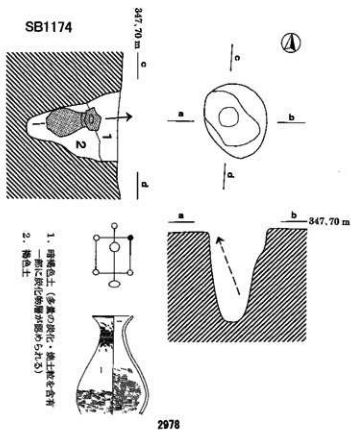 SB1174
347.70 m
c
d
1
2
c
a
b
d
a
b
347.70 m
1. 暗褐色土(多量の炭化・焼土粒を含有
一部に炭化物層が認められる)
2. 褐色土
2978